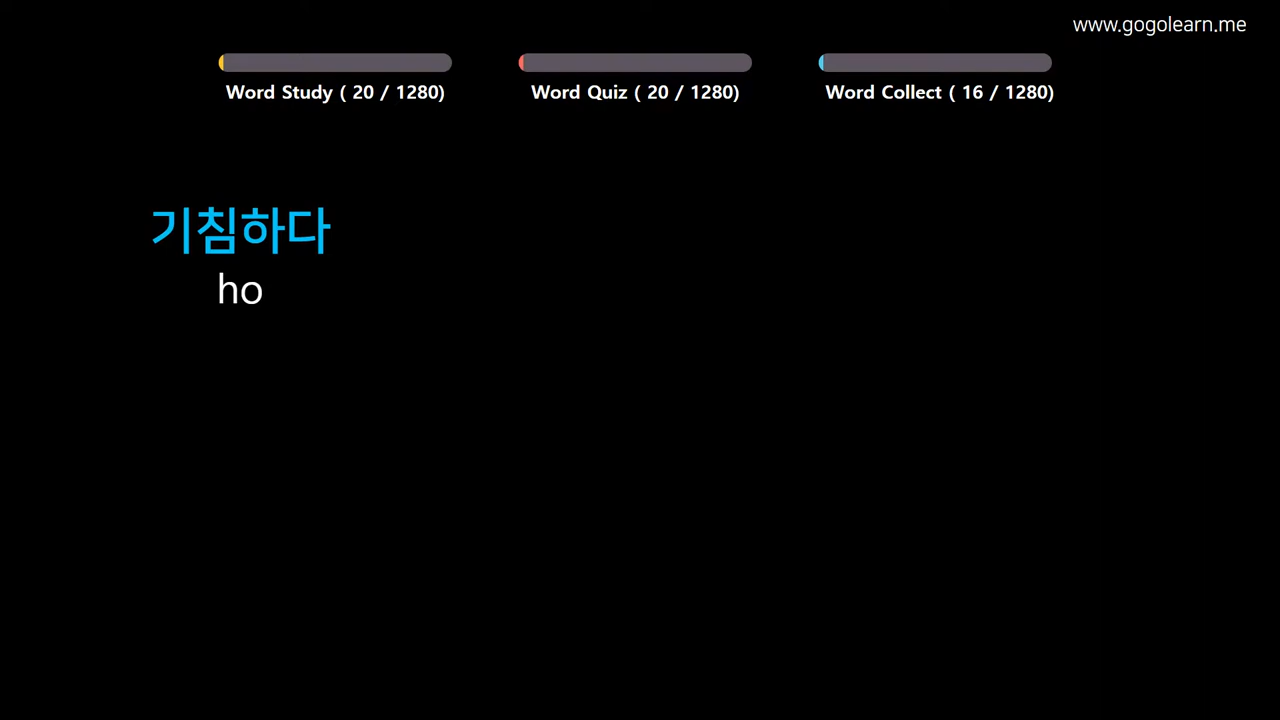 www.gogolearn.me
Word Study ( 20 / 1280)
Word Quiz ( 20 / 1280)
Word Collect ( 16 / 1280)
기침하다
ho